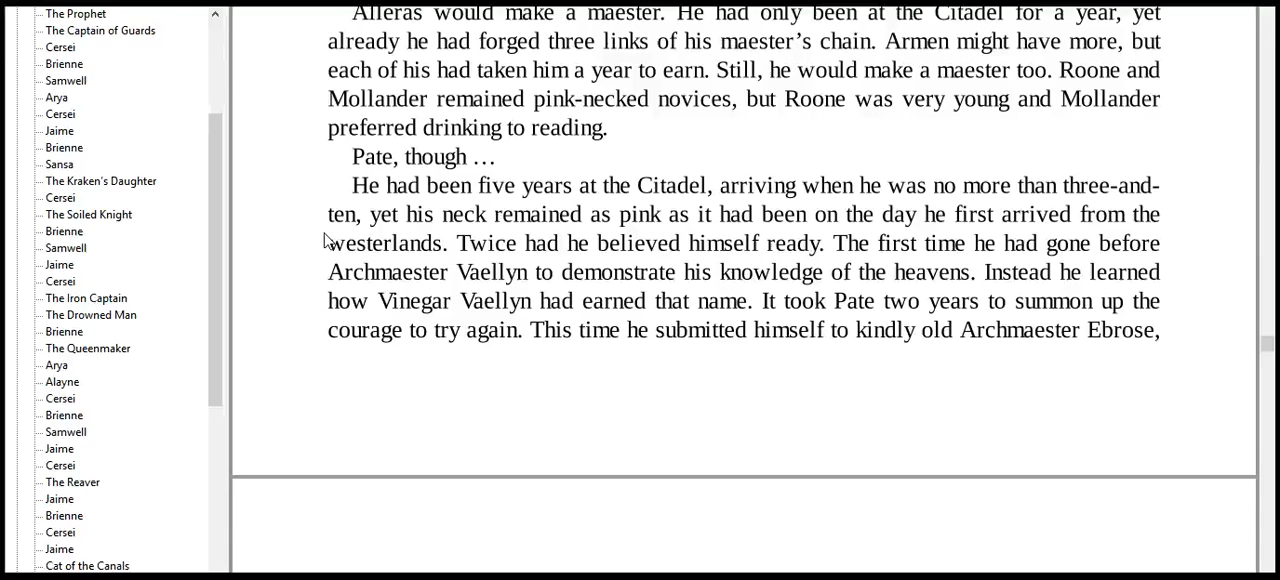 The Prophet
The Captain of Guards
Cersei
Brienne
Samwell
Arya
Cersei
Jaime
Brienne
Sansa
The Kraken's Daughter
Cersei
The Soiled Knight
Brienne
Samwell
Jaime
Cersei
The Iron Captain
The Drowned Man
Brienne
The Queenmaker
Arya
Alayne
Cersei
Brienne
Samwell
Jaime
Cersei
The Reaver
Jaime
Brienne
Cersei
Jaime
Cat of the Canals
Alleras would make a maester. He had only been at the Citadel for a year, yet
already he had forged three links of his maester’s chain. Armen might have more, but
each of his had taken him a year to earn. Still, he would make a maester too. Roone and
Mollander remained pink-necked novices, but Roone was very young and Mollander
preferred drinking to reading.
Pate, though …
He had been five years at the Citadel, arriving when he was no more than three-and-
ten, yet his neck remained as pink as it had been on the day he first arrived from the
westerlands. Twice had he believed himself ready. The first time he had gone before
Archmaester Vaellyn to demonstrate his knowledge of the heavens. Instead he learned
how Vinegar Vaellyn had earned that name. It took Pate two years to summon up the
courage to try again. This time he submitted himself to kindly old Archmaester Ebrose,